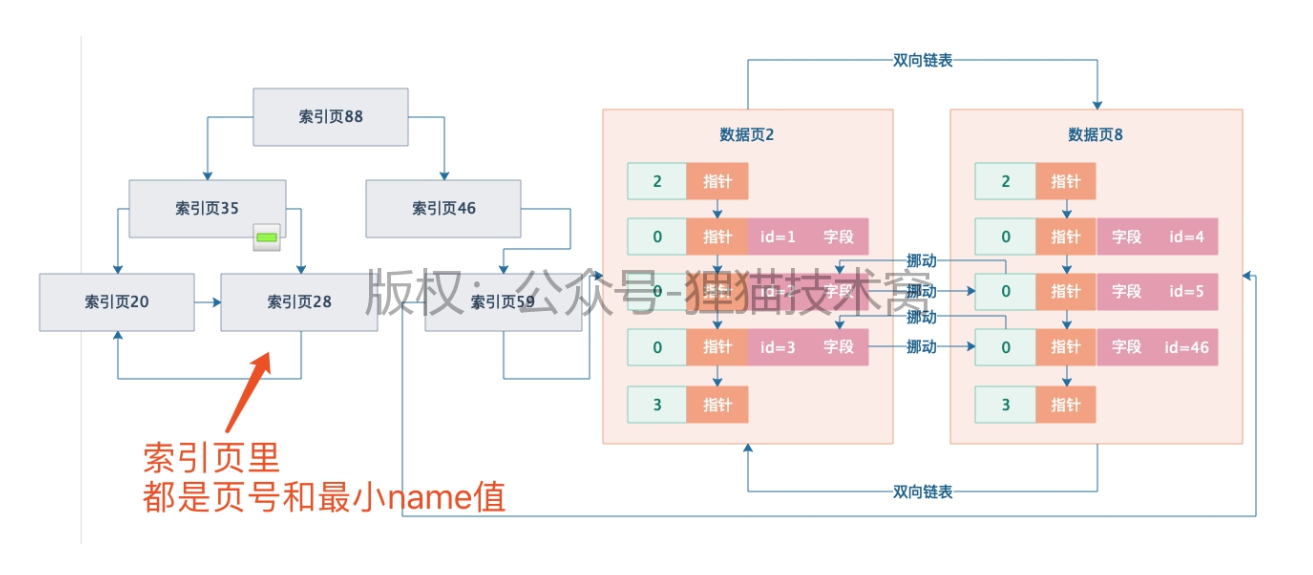 双向链表
索引页88
数据页2
数据页8
2 指针
2 指针
索引页35
索引页46
0 指针 id=1 字段
0 指针 字段 id=4
挪动
索引页20
索引页28
索引页59
0 指针 id=2 字段
挪动
0 指针 字段 id=5
版权：公众号-狸猫技术窝
挪动
0 指针 id=3 字段
挪动
0 指针 字段 id=46
3 指针
3 指针
索引页里
都是页号和最小name值
双向链表